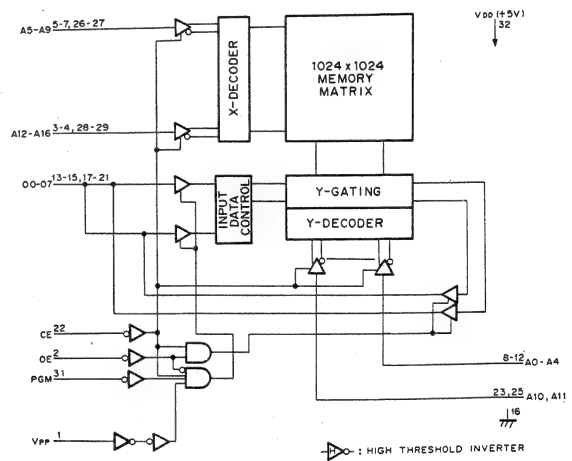 A5-A9 5-7, 26-27
X-DECODER
1024 x 1024
MEMORY
MATRIX
VDD (+5V)
32
A12-A16 3-4, 28-29
O0-O7 13-15, 17-21
INPUT
DATA
CONTROL
Y-GATING
Y-DECODER
CE 22
OE 2
PGM 31
VPP 1
8-12 A0-A4
23, 25 A10, A11
16
H : HIGH THRESHOLD INVERTER